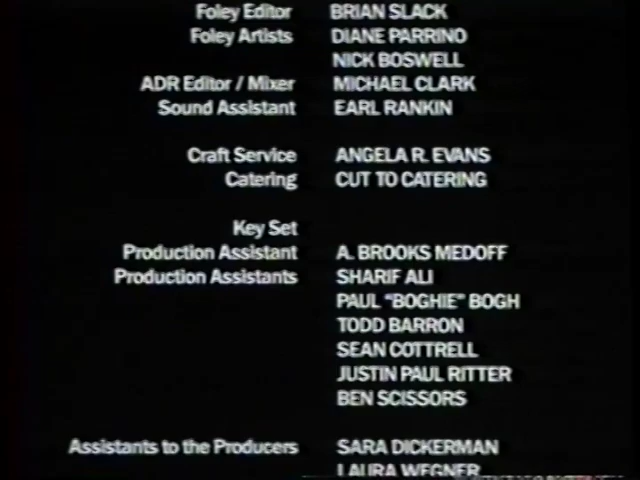 Foley Editor BRIAN SLACK
Foley Artists DIANE PARRINO
NICK BOSWELL
ADR Editor / Mixer MICHAEL CLARK
Sound Assistant EARL RANKIN
Craft Service ANGELA R. EVANS
Catering CUT TO CATERING
Key Set
Production Assistant A. BROOKS MEDOFF
Production Assistants SHARIF ALI
PAUL "BOGHIE" BOGH
TODD BARRON
SEAN COTTRELL
JUSTIN PAUL RITTER
BEN SCISSORS
Assistants to the Producers SARA DICKERMAN
LAURA WEGNER